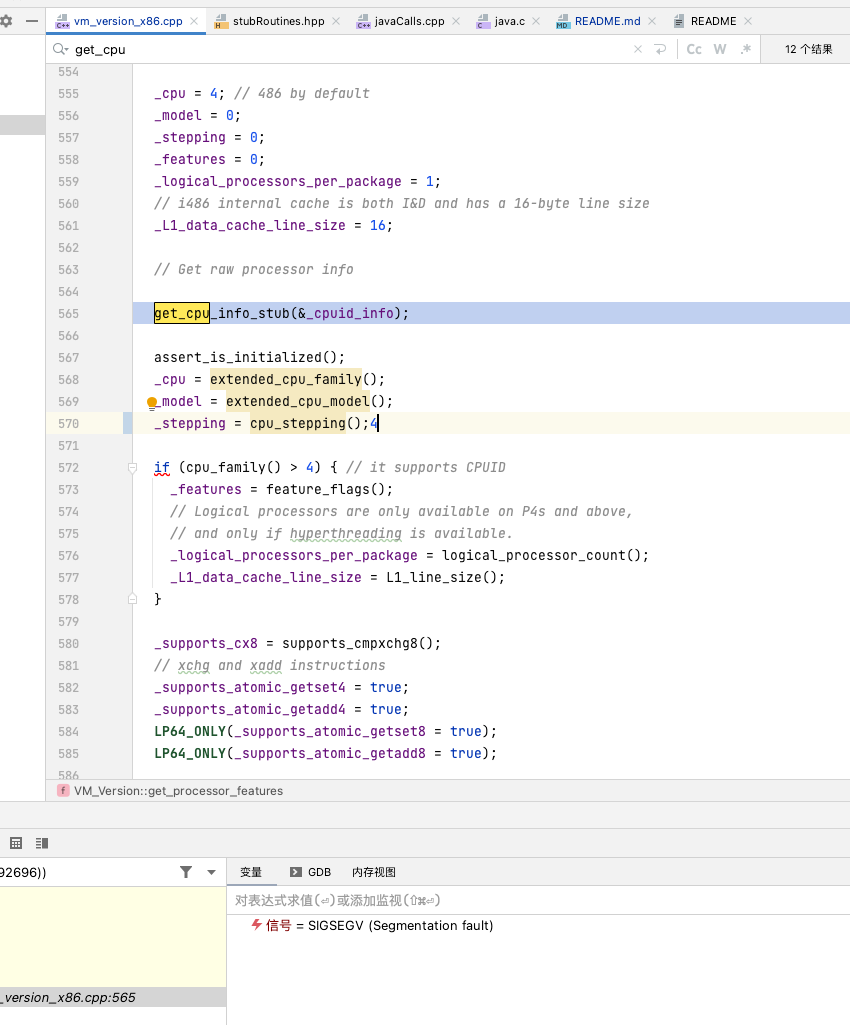 vm_version_x86.cpp stubRoutines.hpp javaCalls.cpp java.c README.md README
get_cpu Cc W .* 12 个结果
554
555 _cpu = 4; // 486 by default
556 _model = 0;
557 _stepping = 0;
558 _features = 0;
559 _logical_processors_per_package = 1;
560 // i486 internal cache is both I&D and has a 16-byte line size
561 _L1_data_cache_line_size = 16;
562
563 // Get raw processor info
564
565 get_cpu_info_stub(&_cpuid_info);
566
567 assert_is_initialized();
568 _cpu = extended_cpu_family();
569 _model = extended_cpu_model();
570 _stepping = cpu_stepping();4
571
572 if (cpu_family() > 4) { // it supports CPUID
573 _features = feature_flags();
574 // Logical processors are only available on P4s and above,
575 // and only if hyperthreading is available.
576 _logical_processors_per_package = logical_processor_count();
577 _L1_data_cache_line_size = L1_line_size();
578 }
579
580 _supports_cx8 = supports_cmpxchg8();
581 // xchg and xadd instructions
582 _supports_atomic_getset4 = true;
583 _supports_atomic_getadd4 = true;
584 LP64_ONLY(_supports_atomic_getset8 = true);
585 LP64_ONLY(_supports_atomic_getadd8 = true);
586
f VM_Version::get_processor_features
92696)) 变量 GDB 内存视图
对表达式求值(⏎)或添加监视(⇧⌘⏎)
信号 = SIGSEGV (Segmentation fault)
_version_x86.cpp:565